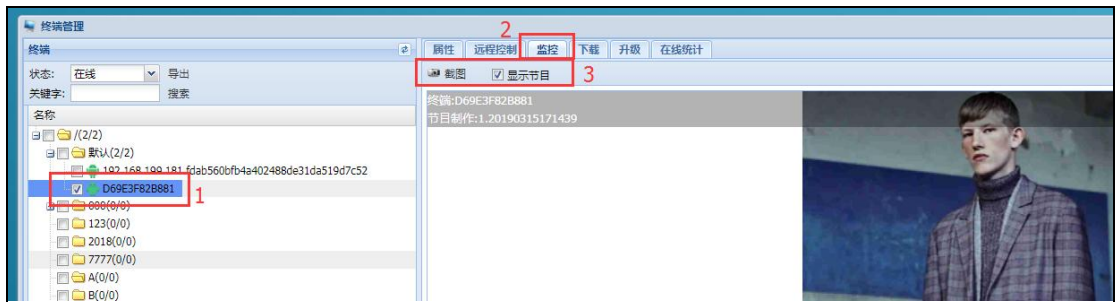 终端管理
2
终端
属性 远程控制 监控 下载 升级 在线统计
状态: 在线 导出
截图 显示节目 3
关键字: 搜索
终端:D69E3F82B881
名称
节目制作:1.20190315171439
/(2/2)
默认(2/2)
192.168.199.181 fdab560bfb4a402488de31da519d7c52
D69E3F82B881
1
000(0/0)
123(0/0)
2018(0/0)
7777(0/0)
A(0/0)
B(0/0)